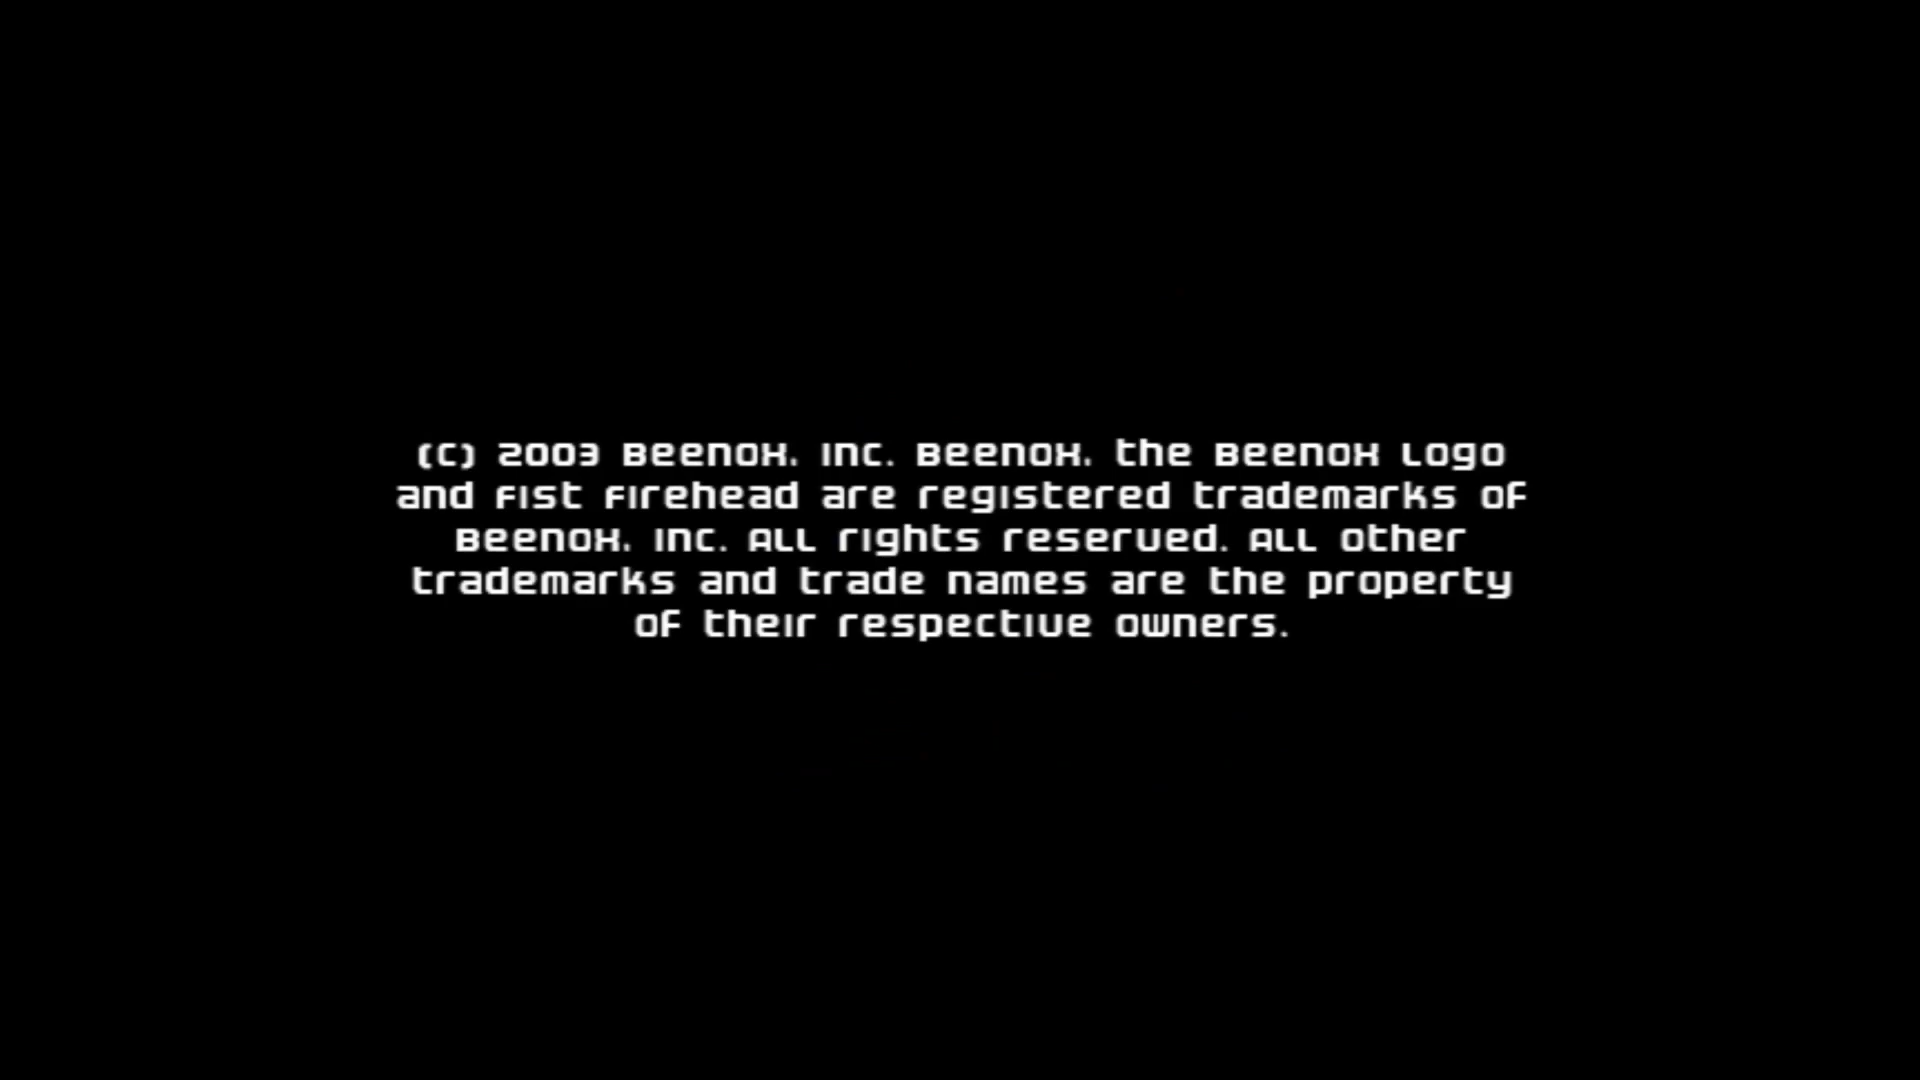 (C) 2003 Beenox, Inc. Beenox, the Beenox Logo
and Fist Firehead are registered trademarks of
Beenox, Inc. All rights reserved. All other
trademarks and trade names are the property
of their respective owners.